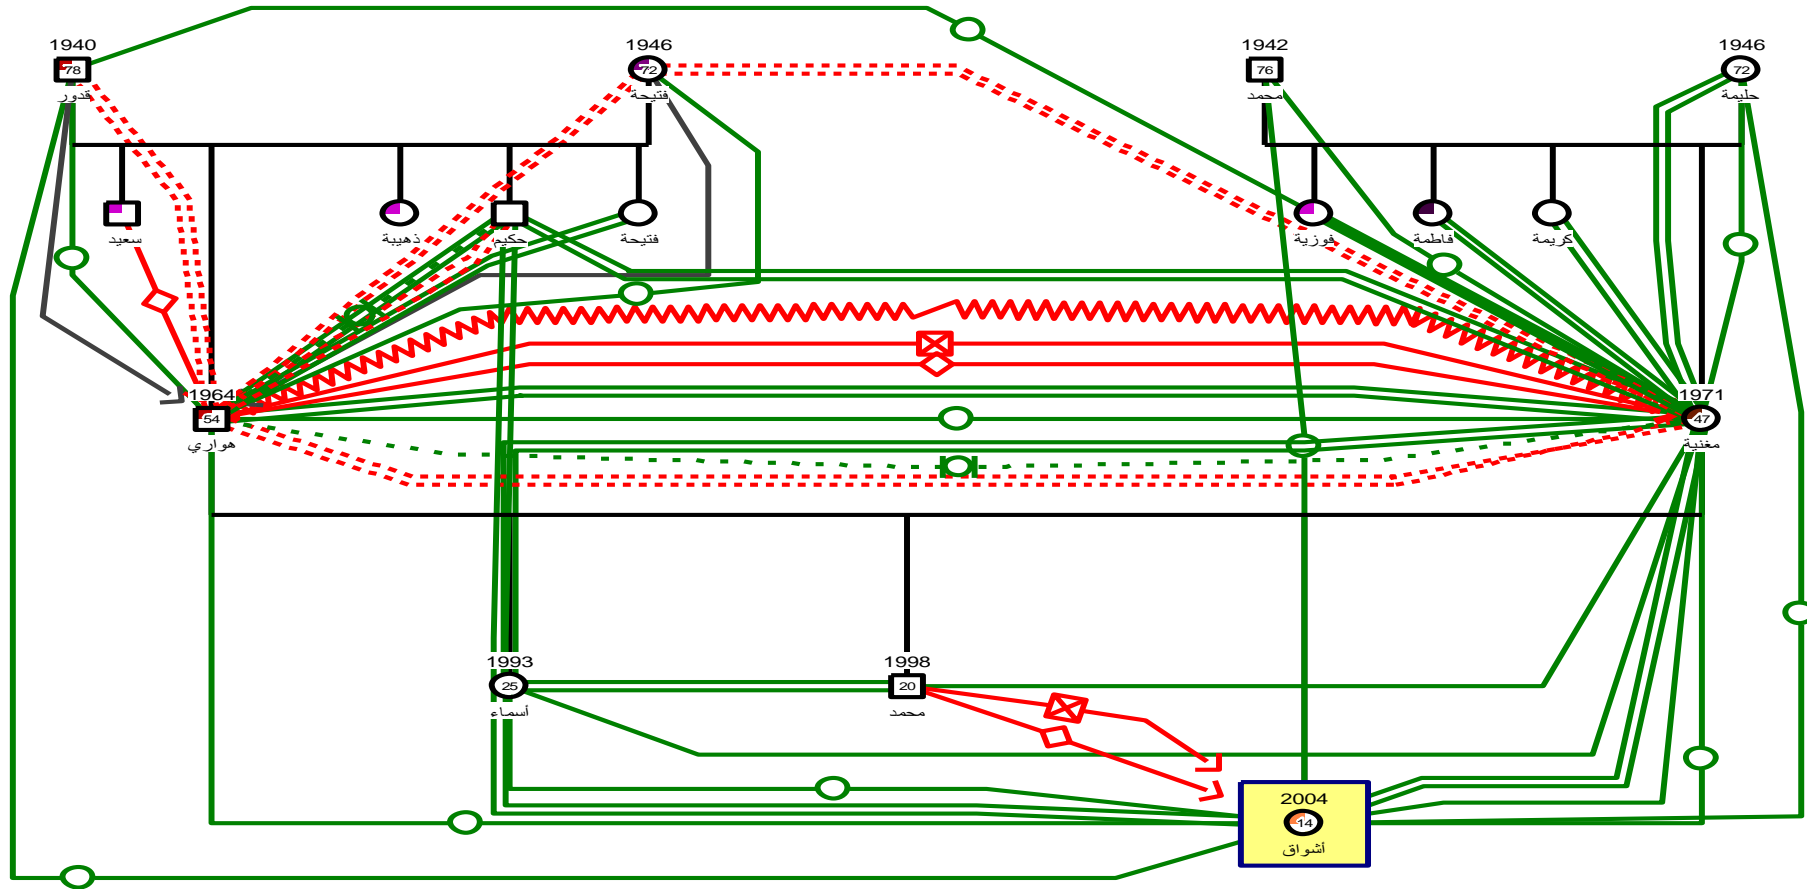 1940
78
قدور
1946
72
فتيحة
1942
76
محمد
1946
72
حليمة
سعيد
ذهيبة
حكيم
فتيحة
فوزية
فاطمة
كريمة
1964
54
هواري
1971
47
مغنية
1993
25
أسماء
1998
20
محمد
2004
14
أشواق